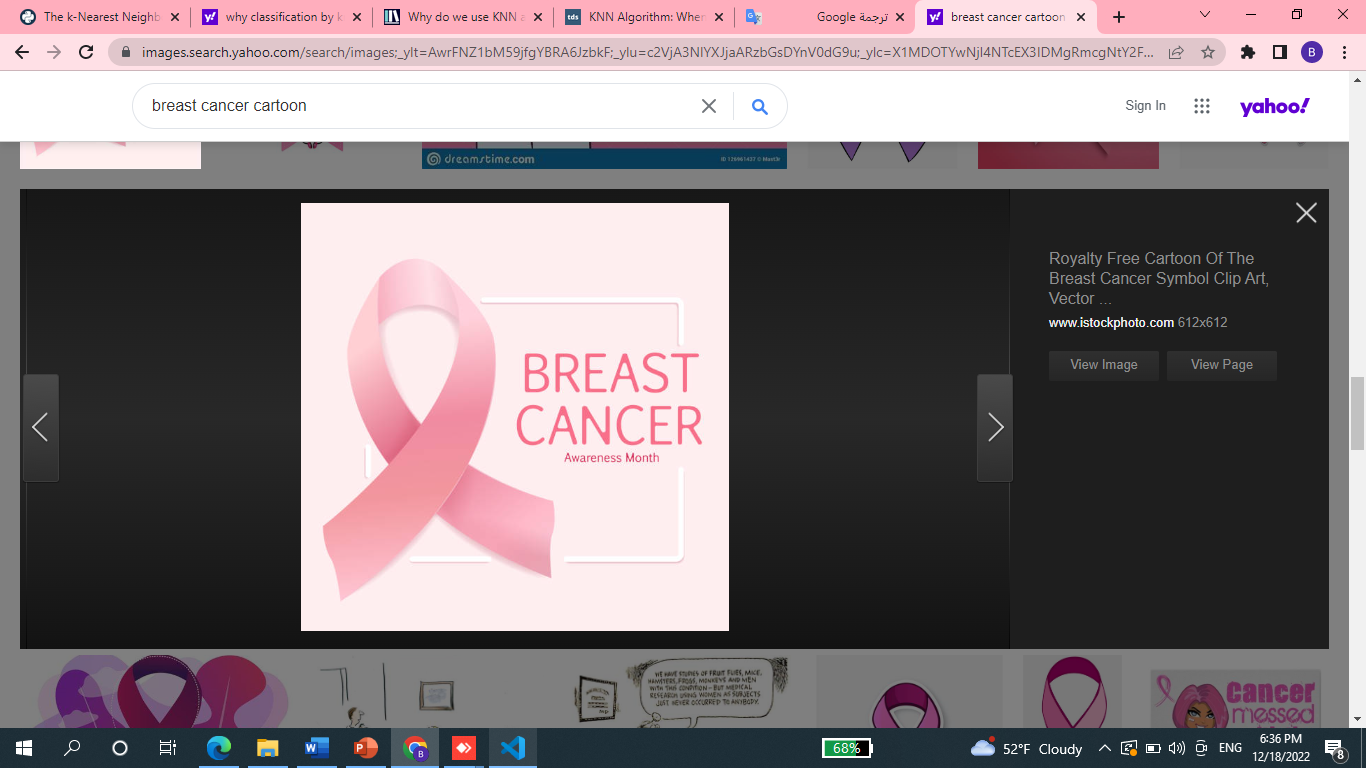 The k-Nearest Neighb
why classification by k
Why do we use KNN a
KNN Algorithm: When
ترجمة Google
breast cancer cartoon
images.search.yahoo.com/search/images;_ylt=AwrFNZ1bM59jfgYBRA6JzbkF;_ylu=c2VjA3NlYXJjaARzbGsDYnV0dG9u;_ylc=X1MDOTYwNjI4NTcEX3IDMgRmcgNtY2F...
B
breast cancer cartoon
Sign In
yahoo!
dreamstime.com
ID 126961437 © Mast3r
Royalty Free Cartoon Of The
Breast Cancer Symbol Clip Art,
Vector ...
www.istockphoto.com 612x612
View Image
View Page
BREAST
CANCER
Awareness Month
WE HAVE STUDIES OF FRUIT FLIES, MICE,
HAMSTERS, FROGS, MONKEYS AND MEN
WITH THIS CONDITION—BUT MEDICAL
RESEARCH USING WOMEN AS SUBJECTS
JUST NEVER OCCURRED TO ANYBODY.
Cancer
messed
68%
52°F Cloudy
ENG
6:36 PM
12/18/2022
8